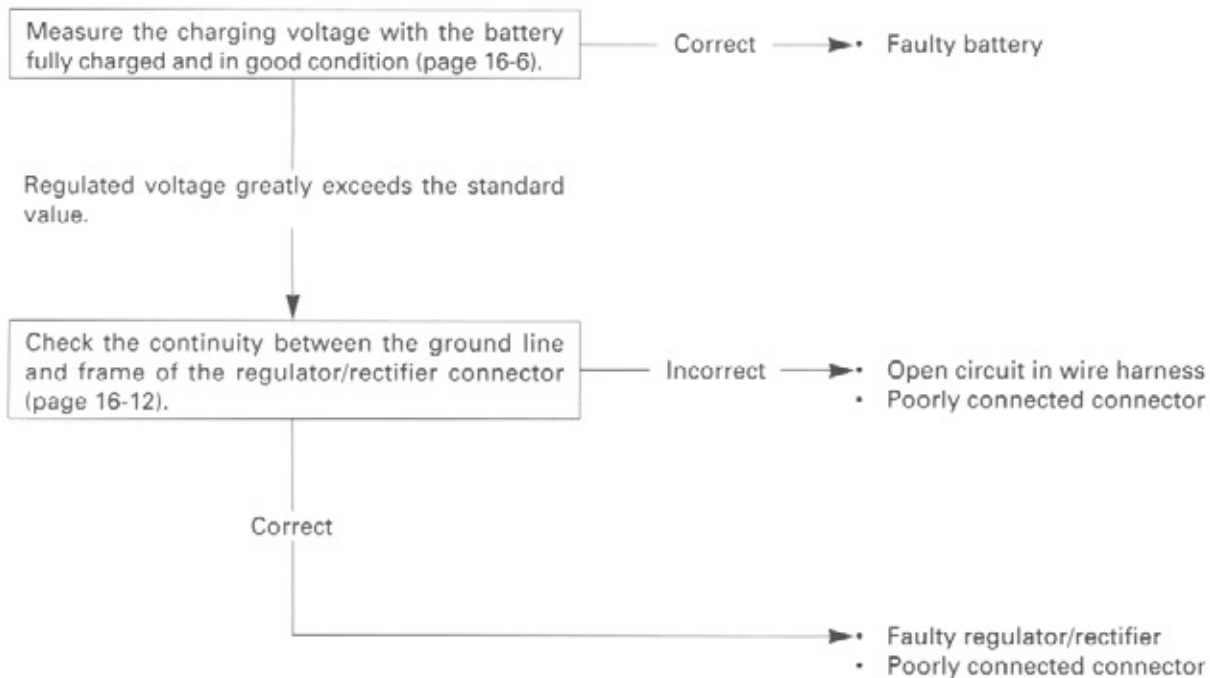 Measure the charging voltage with the battery
fully charged and in good condition (page 16-6).
Correct
• Faulty battery
Regulated voltage greatly exceeds the standard
value.
Check the continuity between the ground line
and frame of the regulator/rectifier connector
(page 16-12).
Incorrect
• Open circuit in wire harness
• Poorly connected connector
Correct
• Faulty regulator/rectifier
• Poorly connected connector